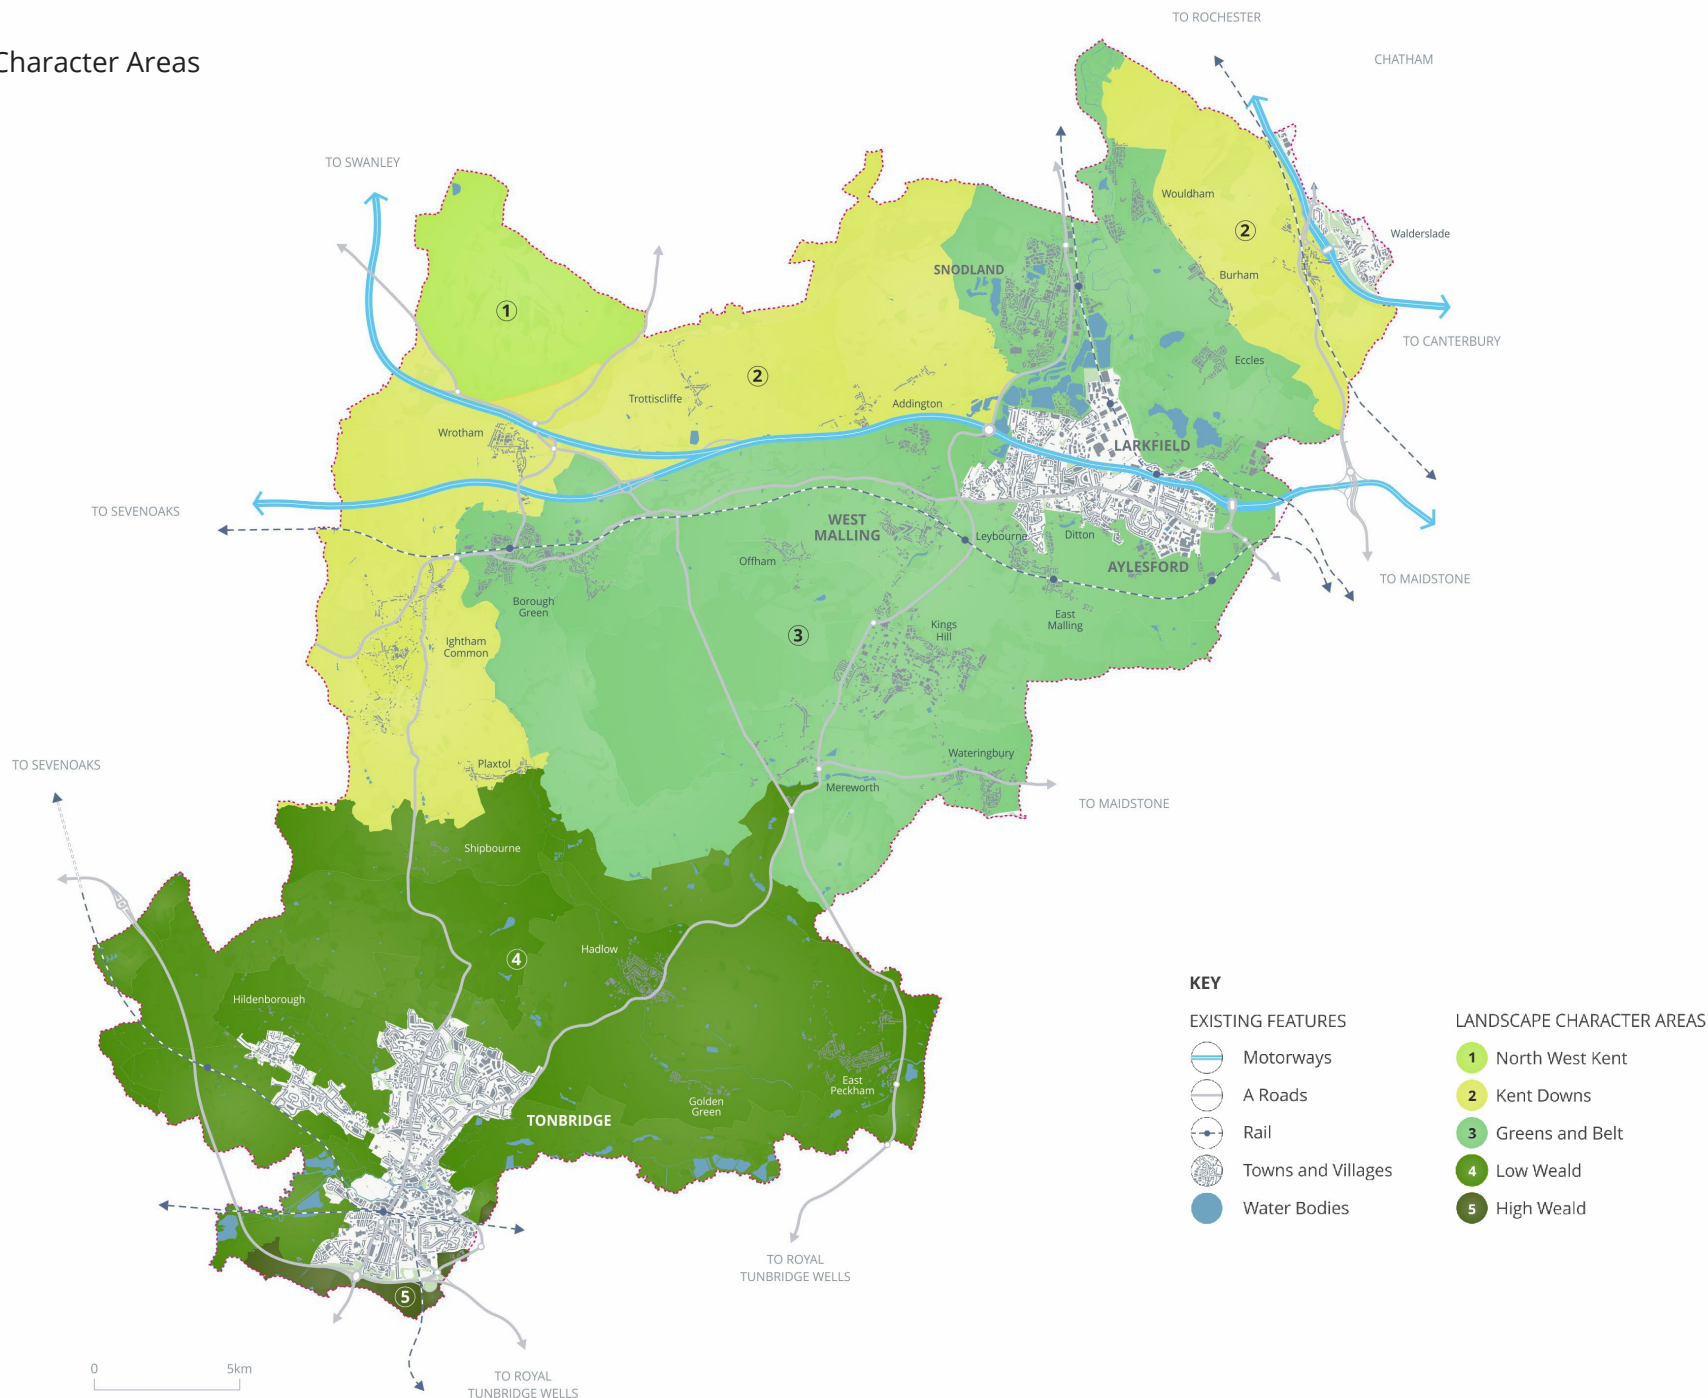 Character Areas
TO ROCHESTER
CHATHAM
TO SWANLEY
Wouldham
2
Walderslade
SNODLAND
Burham
1
TO CANTERBURY
Eccles
2
Trottiscliffe
Addington
Wrotham
LARKFIELD
TO SEVENOAKS
WEST
MALLING
Leybourne
Ditton
Offham
AYLESFORD
TO MAIDSTONE
Borough
Green
East
Malling
Kings
Hill
3
Ightham
Common
Wateringbury
TO SEVENOAKS
Plaxtol
Mereworth
TO MAIDSTONE
Shipbourne
Hadlow
4
Hildenborough
East
Peckham
Golden
Green
TONBRIDGE
TO ROYAL
TUNBRIDGE WELLS
5
TO ROYAL
TUNBRIDGE WELLS
0 5km
KEY
EXISTING FEATURES
Motorways
A Roads
Rail
Towns and Villages
Water Bodies
LANDSCAPE CHARACTER AREAS
1 North West Kent
2 Kent Downs
3 Greens and Belt
4 Low Weald
5 High Weald